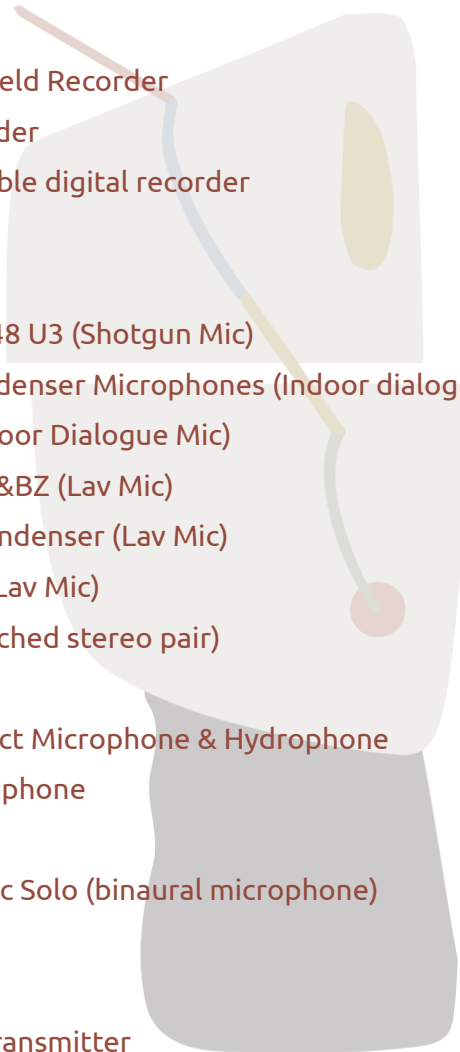 eld Recorder
der
ble digital recorder
48 U3 (Shotgun Mic)
denser Microphones (Indoor dialog
oor Dialogue Mic)
&BZ (Lav Mic)
ndenser (Lav Mic)
Lav Mic)
ched stereo pair)
ct Microphone & Hydrophone
phone
c Solo (binaural microphone)
ransmitter